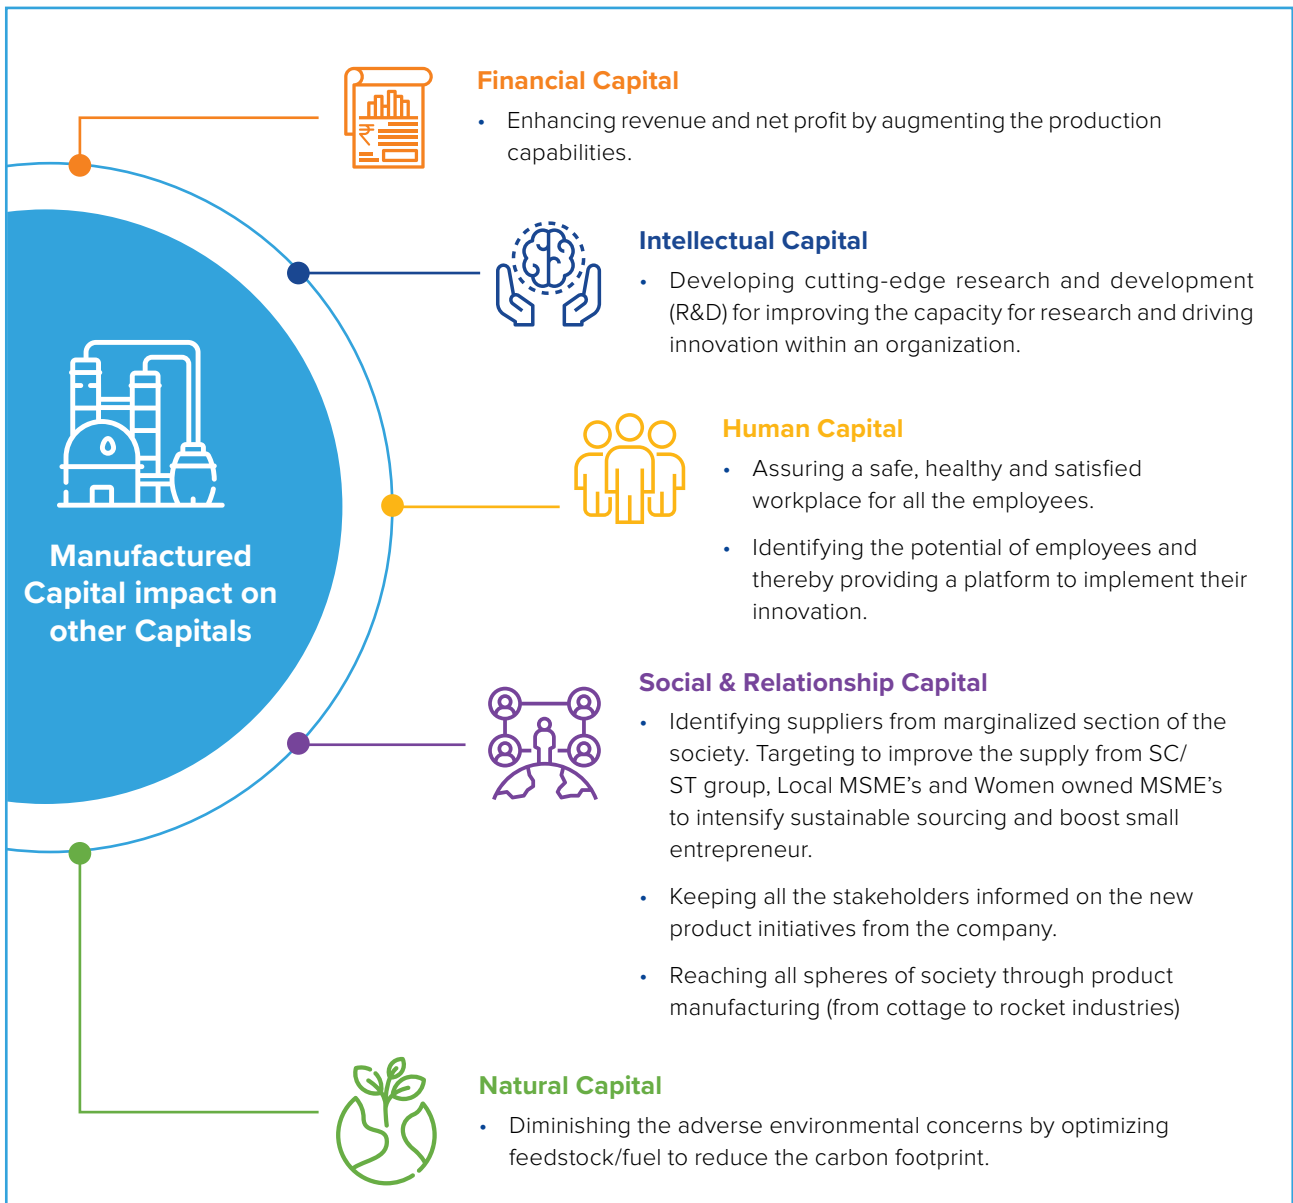 Financial Capital
• Enhancing revenue and net profit by augmenting the production
capabilities.
Intellectual Capital
• Developing cutting-edge research and development
(R&D) for improving the capacity for research and driving
innovation within an organization.
Human Capital
• Assuring a safe, healthy and satisfied
workplace for all the employees.
• Identifying the potential of employees and
thereby providing a platform to implement their
innovation.
Manufactured
Capital impact on
other Capitals
Social & Relationship Capital
• Identifying suppliers from marginalized section of the
society. Targeting to improve the supply from SC/
ST group, Local MSME's and Women owned MSME's
to intensify sustainable sourcing and boost small
entrepreneur.
• Keeping all the stakeholders informed on the new
product initiatives from the company.
• Reaching all spheres of society through product
manufacturing (from cottage to rocket industries)
Natural Capital
• Diminishing the adverse environmental concerns by optimizing
feedstock/fuel to reduce the carbon footprint.